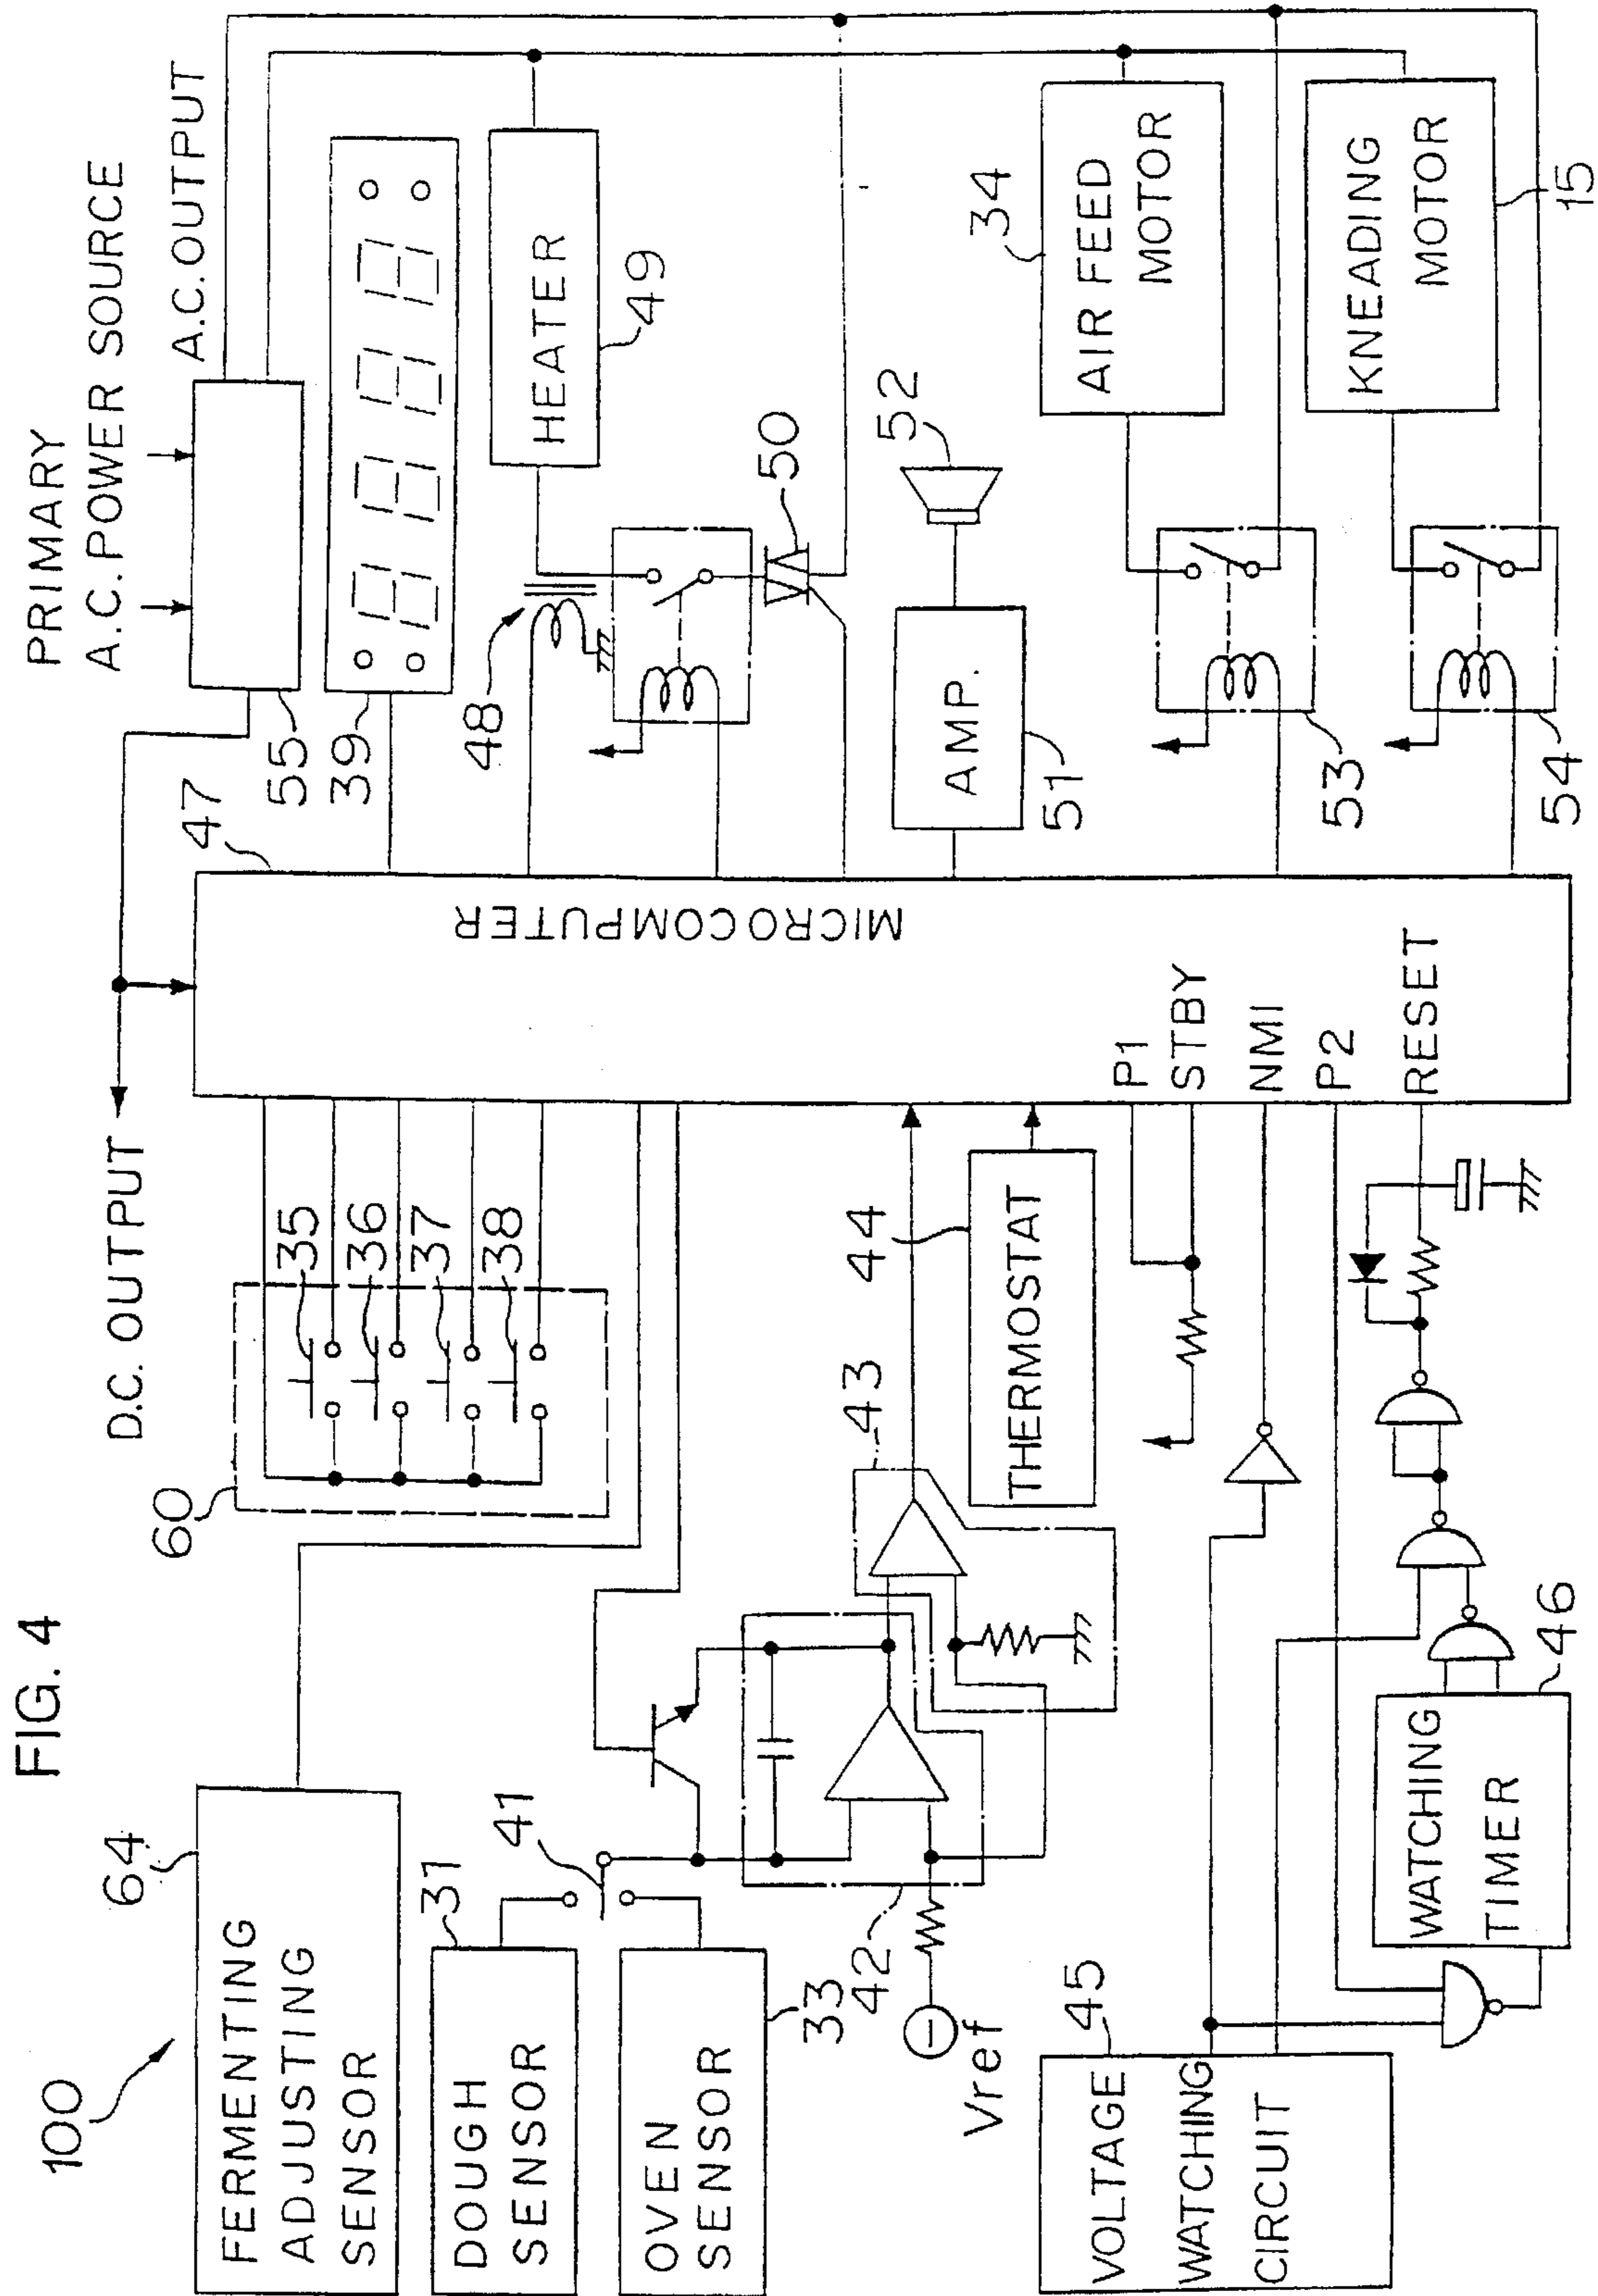 FIG. 4
100
64
FERMENTING
ADJUSTING
SENSOR
31
DOUGH
SENSOR
41
OVEN
SENSOR
33
42
Vref
43
44
THERMOSTAT
45
VOLTAGE
WATCHING
CIRCUIT
46
WATCHING
TIMER
60
35
36
37
38
D.C. OUTPUT
47
MICROCOMPUTER
P1
STBY
NMI
P2
RESET
PRIMARY
A.C. POWER SOURCE
A.C. OUTPUT
55
39
48
HEATER
49
50
AMP.
51
52
34
AIR FEED
MOTOR
53
KNEADING
MOTOR
15
54